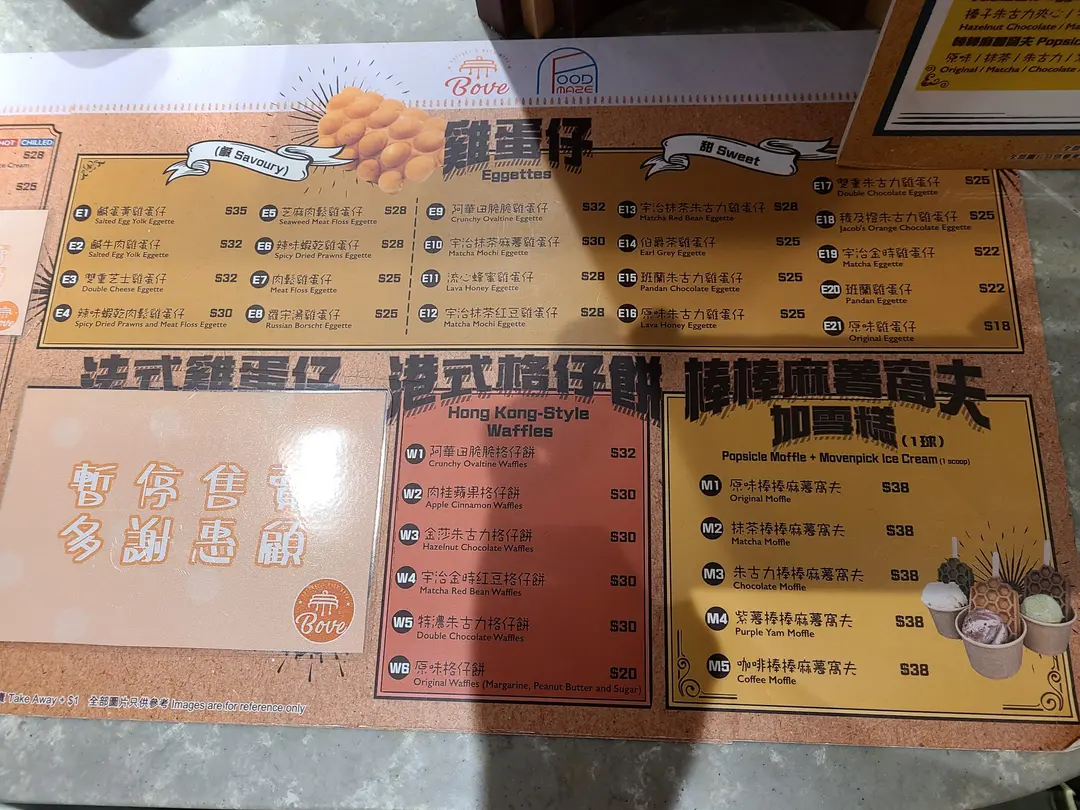 Bove
FOOD MAZE
榛子朱古力夾心
Hazelnut Chocolate
Popsic
原味 / 抹茶 / 朱古力 /
Original / Matcha / Chocolate
HOT CHILLED
$28
ce Cream
$25
雞蛋仔
Eggettes
(鹹 Savoury)
甜 Sweet
E1 鹹蛋黃雞蛋仔 $35
Salted Egg Yolk Eggette
E2 鹹牛肉雞蛋仔 $32
Salted Egg Yolk Eggette
E3 雙重芝士雞蛋仔 $32
Double Cheese Eggette
E4 辣味蝦乾肉鬆雞蛋仔 $30
Spicy Dried Prawns and Meat Floss Eggette
E5 芝麻肉鬆雞蛋仔 $28
Seaweed Meat Floss Eggette
E6 辣味蝦乾雞蛋仔 $28
Spicy Dried Prawns Eggette
E7 肉鬆雞蛋仔 $25
Meat Floss Eggette
E8 羅宋湯雞蛋仔 $25
Russian Borscht Eggette
E9 阿華田脆脆雞蛋仔 $32
Crunchy Ovaltine Eggette
E10 宇治抹茶麻薯雞蛋仔 $30
Matcha Mochi Eggette
E11 流心蜂蜜雞蛋仔 $28
Lava Honey Eggette
E12 宇治抹茶紅豆雞蛋仔 $28
Matcha Mochi Eggette
E13 宇治抹茶朱古力雞蛋仔 $28
Matcha Red Bean Eggette
E14 伯爵茶雞蛋仔 $25
Earl Grey Eggette
E15 班蘭朱古力雞蛋仔 $25
Pandan Chocolate Eggette
E16 原味朱古力雞蛋仔 $25
Lava Honey Eggette
E17 雙重朱古力雞蛋仔 $25
Double Chocolate Eggette
E18 積及橙朱古力雞蛋仔 $25
Jacob's Orange Chocolate Eggette
E19 宇治金時雞蛋仔 $22
Matcha Eggette
E20 班蘭雞蛋仔 $22
Pandan Eggette
E21 原味雞蛋仔 $18
Original Eggette
法式雞蛋仔
暫停售賣
多謝惠顧
Bove
港式格仔餅
Hong Kong-Style
Waffles
W1 阿華田脆脆格仔餅 $32
Crunchy Ovaltine Waffles
W2 肉桂蘋果格仔餅 $30
Apple Cinnamon Waffles
W3 金莎朱古力格仔餅 $30
Hazelnut Chocolate Waffles
W4 宇治金時紅豆格仔餅 $30
Matcha Red Bean Waffles
W5 特濃朱古力格仔餅 $30
Double Chocolate Waffles
W6 原味格仔餅 $20
Original Waffles (Margarine, Peanut Butter and Sugar)
棒棒麻薯窩夫
加雪糕 (1球)
Popsicle Moffle + Movenpick Ice Cream (1 scoop)
M1 原味棒棒麻薯窩夫 $38
Original Moffle
M2 抹茶棒棒麻薯窩夫 $38
Matcha Moffle
M3 朱古力棒棒麻薯窩夫 $38
Chocolate Moffle
M4 紫薯棒棒麻薯窩夫 $38
Purple Yam Moffle
M5 咖啡棒棒麻薯窩夫 $38
Coffee Moffle
賣 Take Away + $1 全部圖片只供參考 Images are for reference only